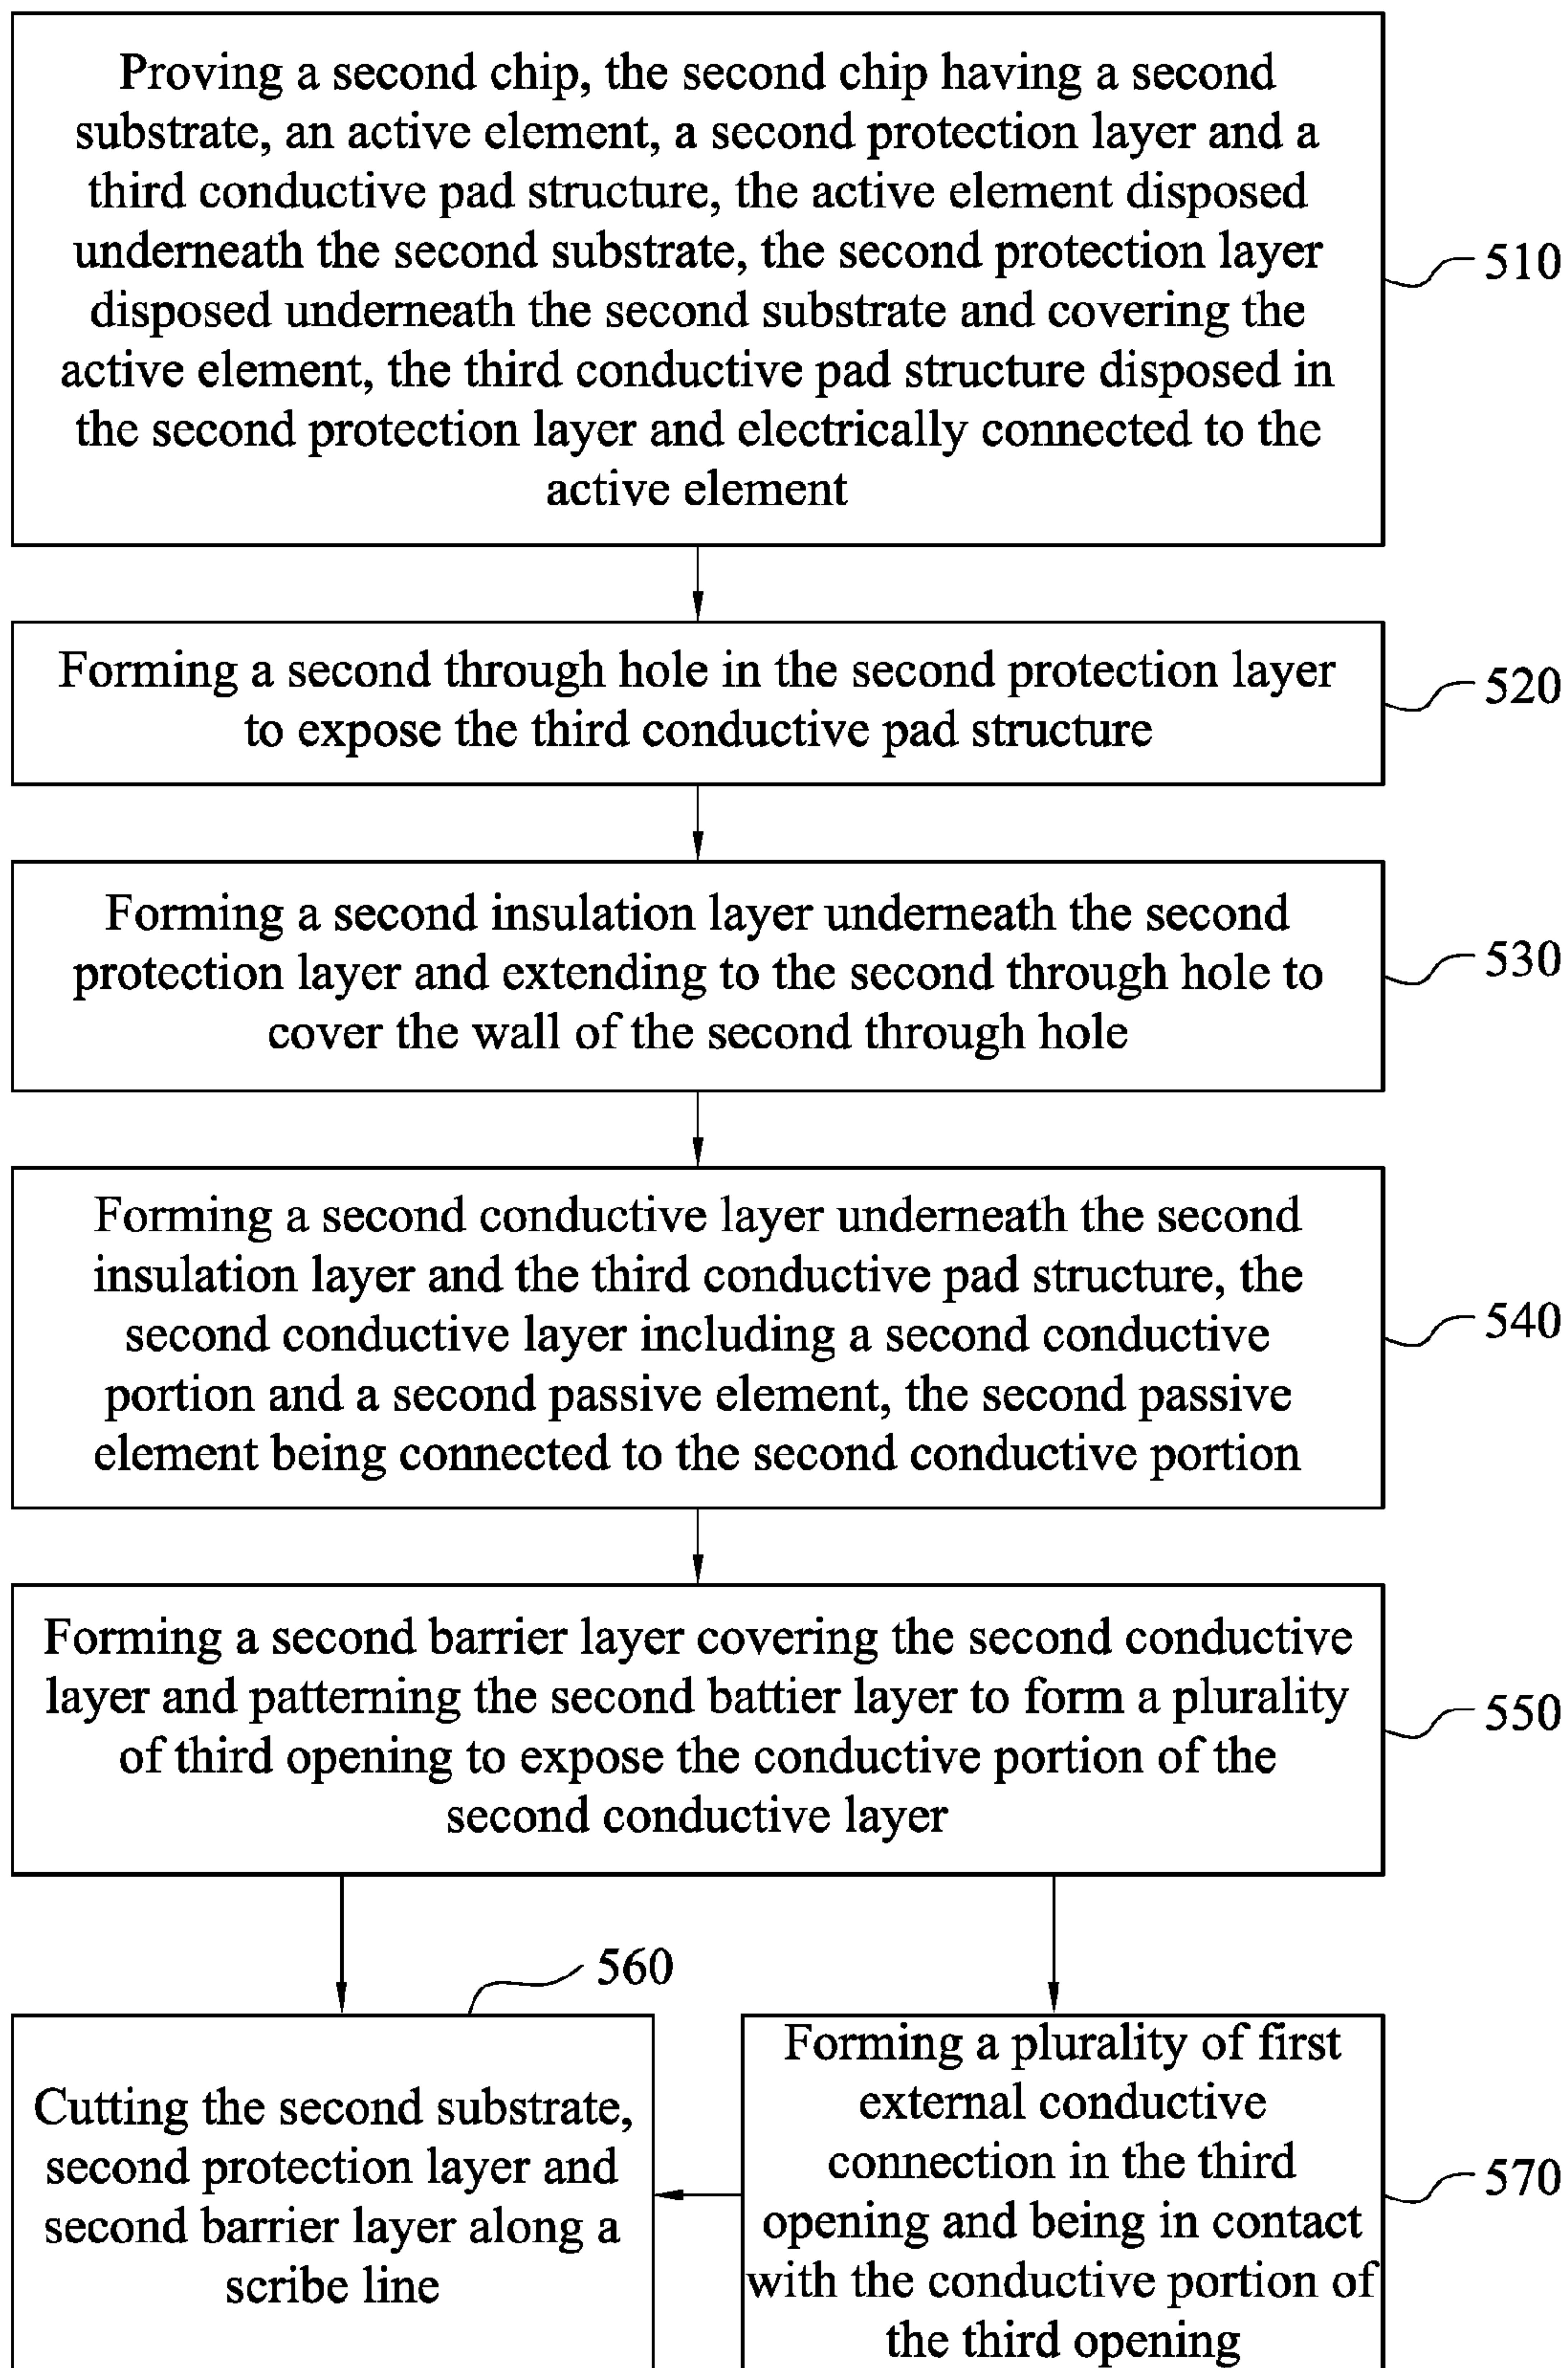 Proving a second chip, the second chip having a second
substrate, an active element, a second protection layer and a
third conductive pad structure, the active element disposed
underneath the second substrate, the second protection layer
disposed underneath the second substrate and covering the
active element, the third conductive pad structure disposed in
the second protection layer and electrically connected to the
active element
510
Forming a second through hole in the second protection layer
to expose the third conductive pad structure
520
Forming a second insulation layer underneath the second
protection layer and extending to the second through hole to
cover the wall of the second through hole
530
Forming a second conductive layer underneath the second
insulation layer and the third conductive pad structure, the
second conductive layer including a second conductive
portion and a second passive element, the second passive
element being connected to the second conductive portion
540
Forming a second barrier layer covering the second conductive
layer and patterning the second battier layer to form a plurality
of third opening to expose the conductive portion of the
second conductive layer
550
560
Cutting the second substrate,
second protection layer and
second barrier layer along a
scribe line
Forming a plurality of first
external conductive
connection in the third
opening and being in contact
with the conductive portion of
the third opening
570